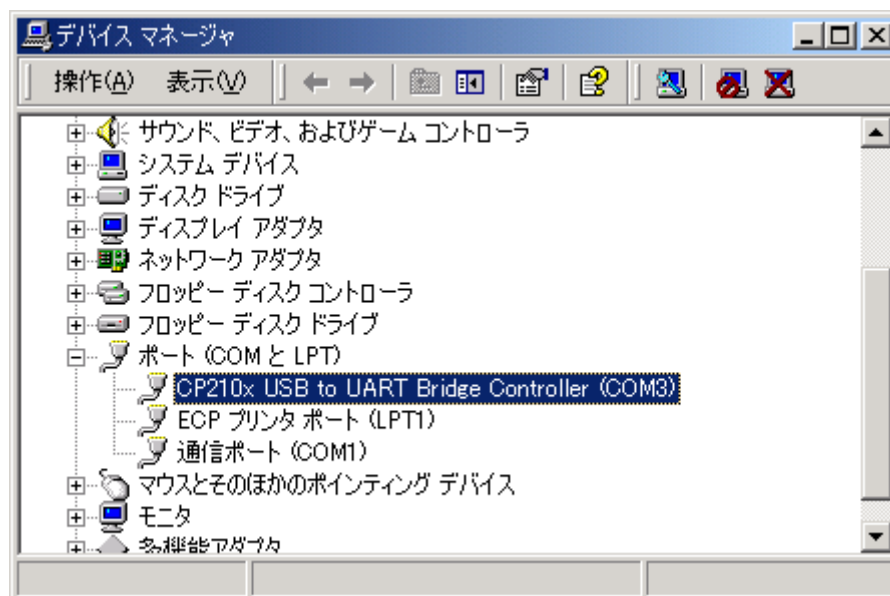 デバイス マネージャ
操作(A) 表示(V)
サウンド、ビデオ、およびゲーム コントローラ
システム デバイス
ディスク ドライブ
ディスプレイ アダプタ
ネットワーク アダプタ
フロッピー ディスク コントローラ
フロッピー ディスク ドライブ
ポート (COM と LPT)
CP210x USB to UART Bridge Controller (COM3)
ECP プリンタ ポート (LPT1)
通信ポート (COM1)
マウスとそのほかのポインティング デバイス
モニタ
多機能アダプタ